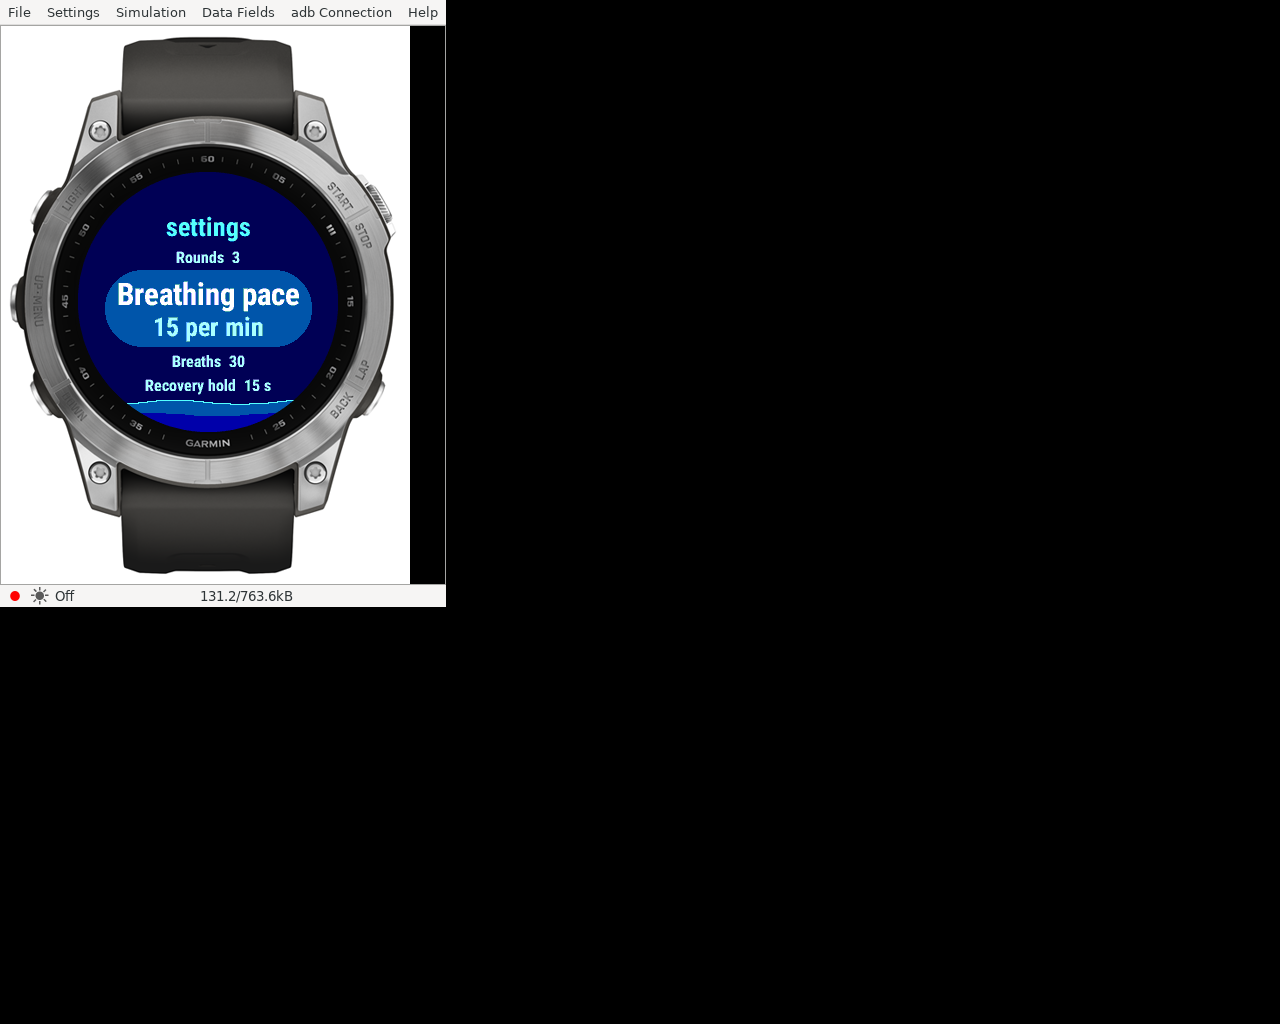 File Settings Simulation Data Fields adb Connection Help
60
55 05
LIGHT START
50 STOP
settings
Rounds 3
UP·MENU 45 15
Breathing pace
15 per min
Breaths 30
Recovery hold 15 s
40 20 LAP
DOWN BACK
35 25
GARMIN
Off 131.2/763.6kB